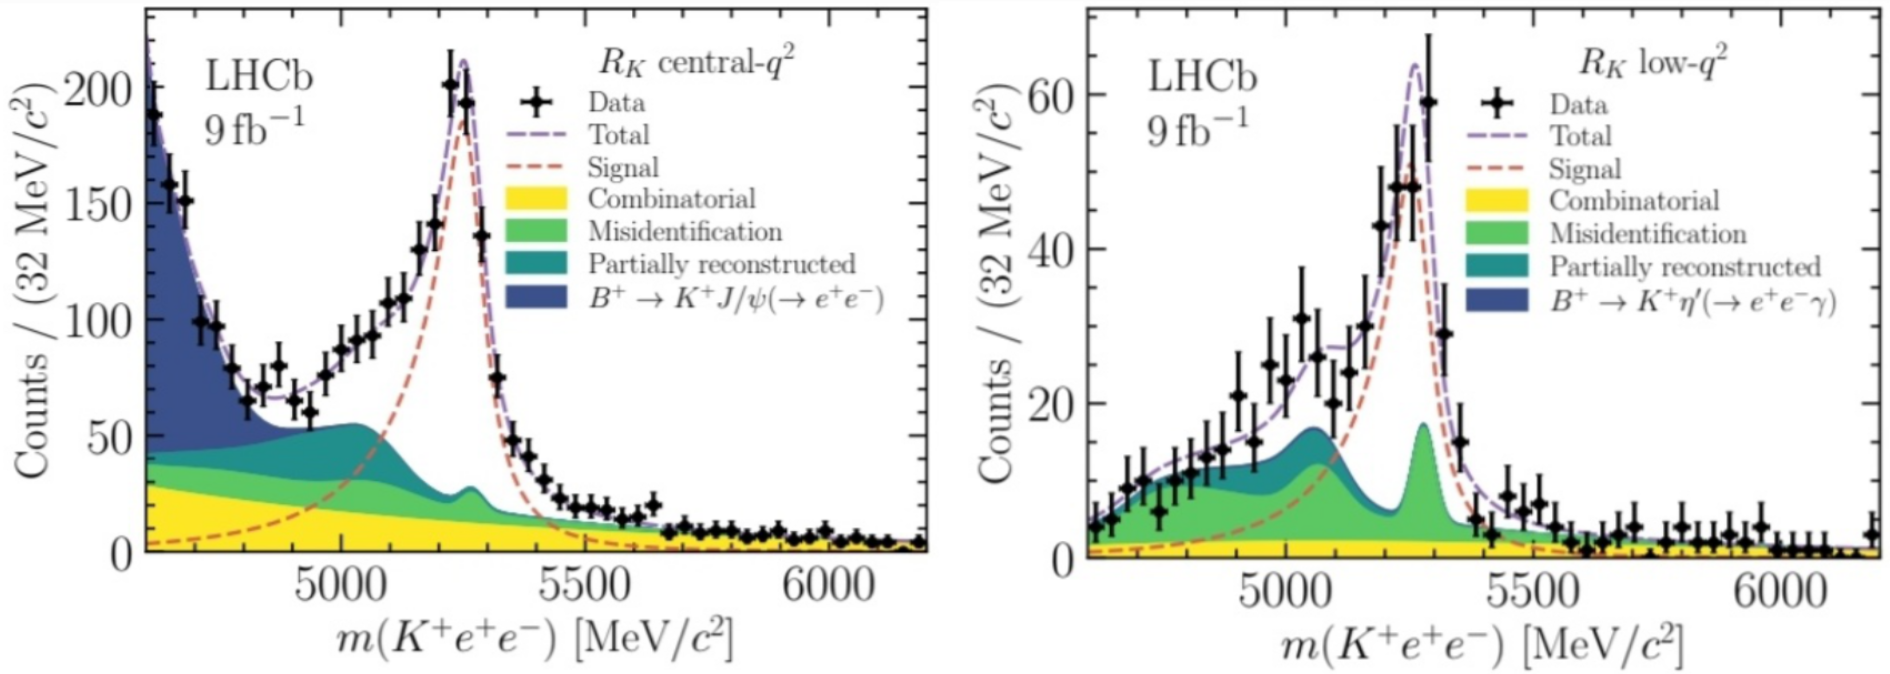 Counts / (32 MeV/c²)
200
150
100
50
0
LHCb
9 fb⁻¹
R_K central-q²
Data
Total
Signal
Combinatorial
Misidentification
Partially reconstructed
B⁺ → K⁺J/ψ(→ e⁺e⁻)
5000 5500 6000
m(K⁺e⁺e⁻) [MeV/c²]
Counts / (32 MeV/c²)
60
40
20
0
LHCb
9 fb⁻¹
R_K low-q²
Data
Total
Signal
Combinatorial
Misidentification
Partially reconstructed
B⁺ → K⁺η′(→ e⁺e⁻γ)
5000 5500 6000
m(K⁺e⁺e⁻) [MeV/c²]